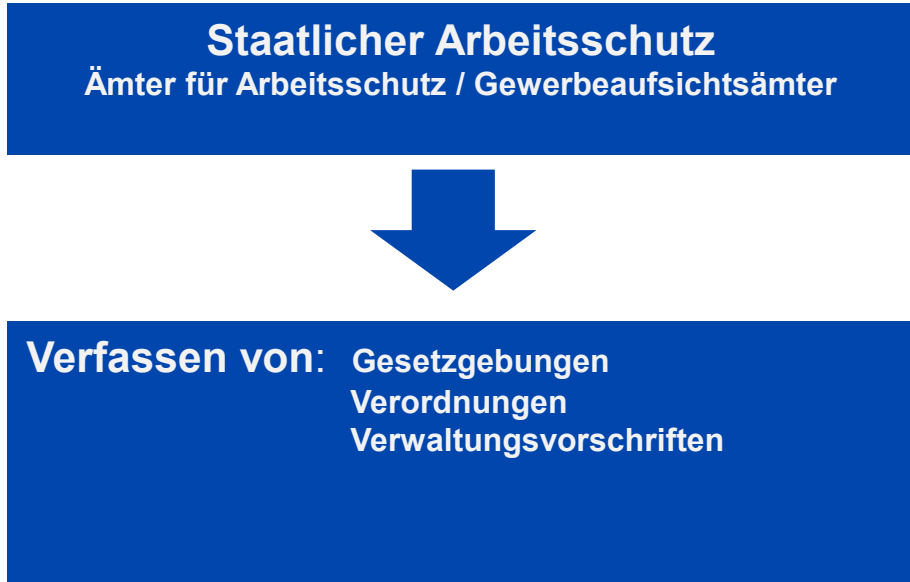 Staatlicher Arbeitsschutz
Ämter für Arbeitsschutz / Gewerbeaufsichtsämter
Verfassen von: Gesetzgebungen
Verordnungen
Verwaltungsvorschriften